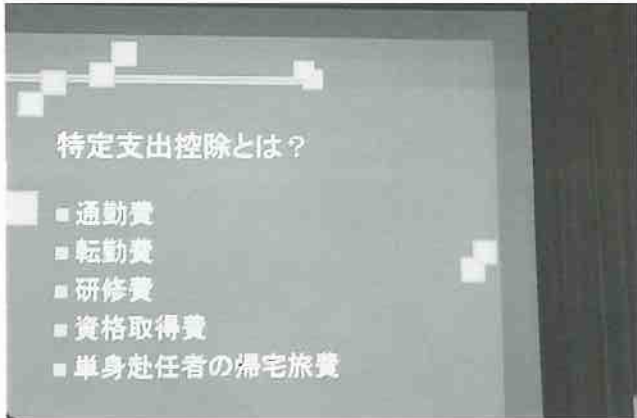 特定支出控除とは？
■通勤費
■転勤費
■研修費
■資格取得費
■単身赴任者の帰宅旅費